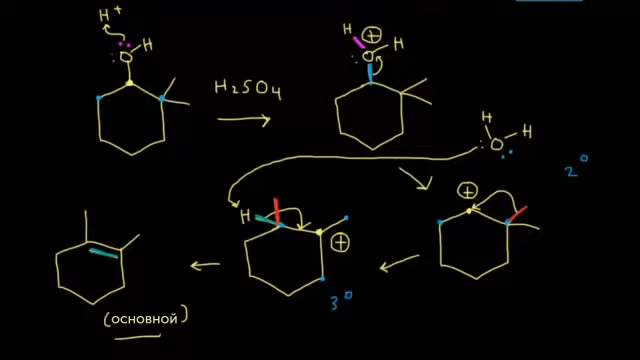 H⁺
O H
H₂SO₄
H ⊕
O H
H H
O
2°
⊕
H
⊕
3°
(основной)